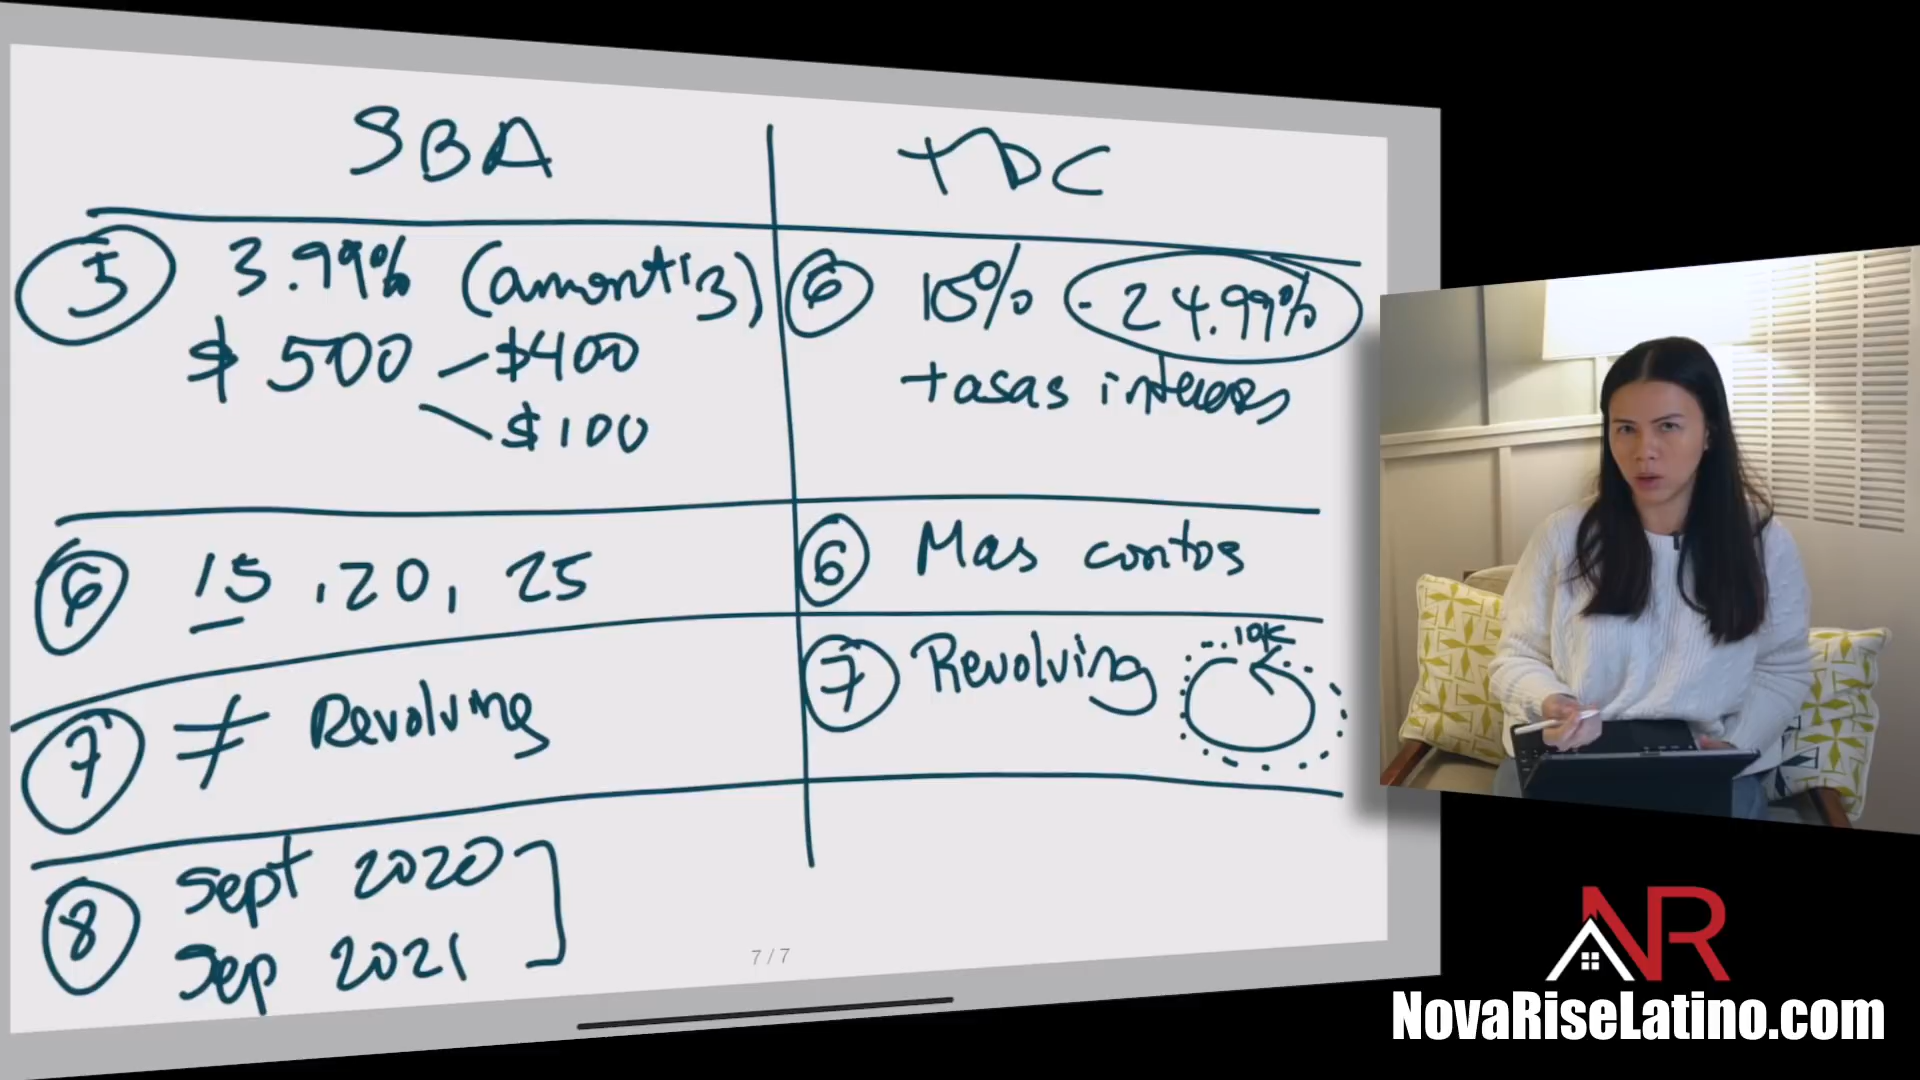 SBA
TDC
5 3.99% (amortiz)
$ 500 - $400
$100
6 15% - 24.99%
tasas interes
6 15, 20, 25
6 Mas cortos
7 ≠ Revolving
7 Revolving 10K
8 Sept 2020
Sep 2021
7/7
NR
NovaRiseLatino.com